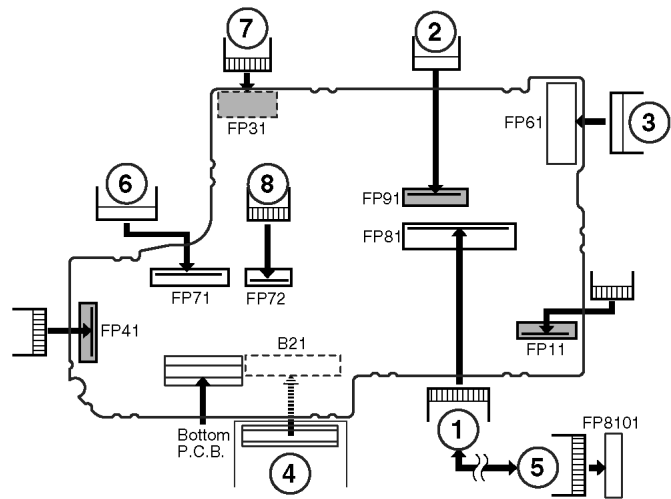 7
2
FP31
FP61
3
6
8
FP91
FP81
FP71
FP72
FP41
B21
FP11
Bottom
P.C.B.
1
FP8101
4
5